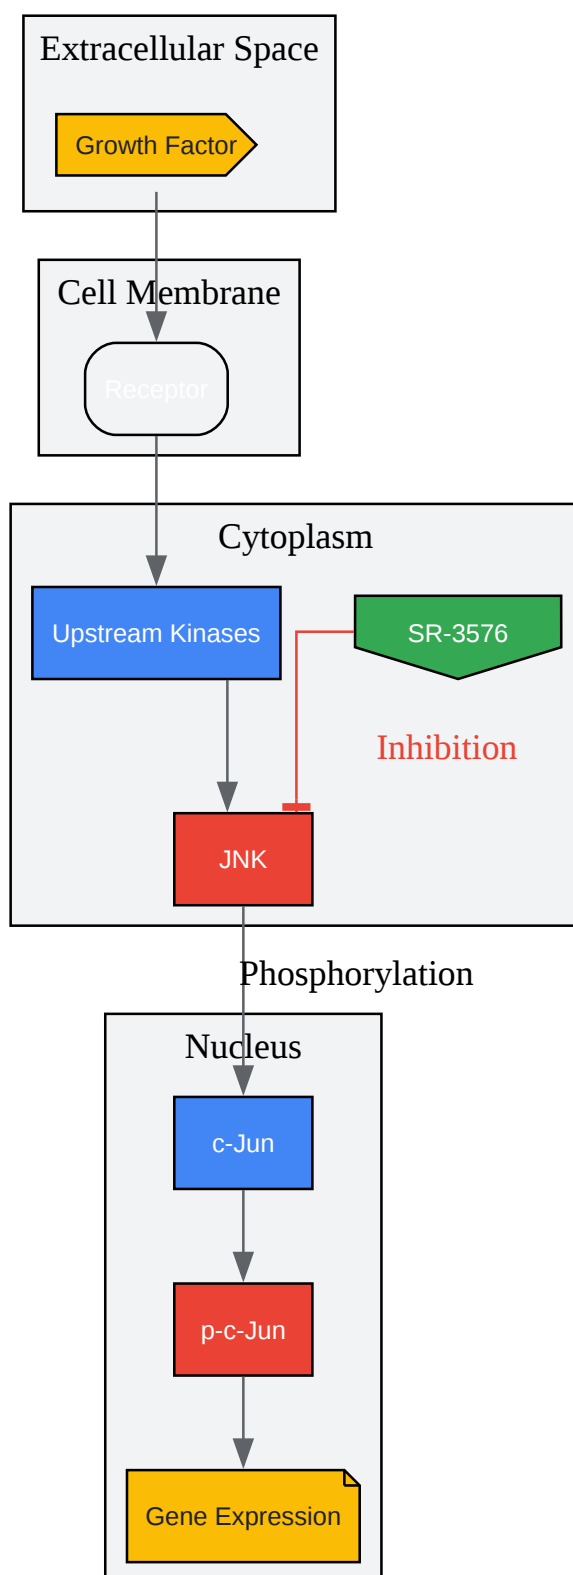 Extracellular Space
Growth Factor
Cell Membrane
Receptor
Cytoplasm
Upstream Kinases
SR-3576
Inhibition
JNK
Phosphorylation
Nucleus
c-Jun
p-c-Jun
Gene Expression